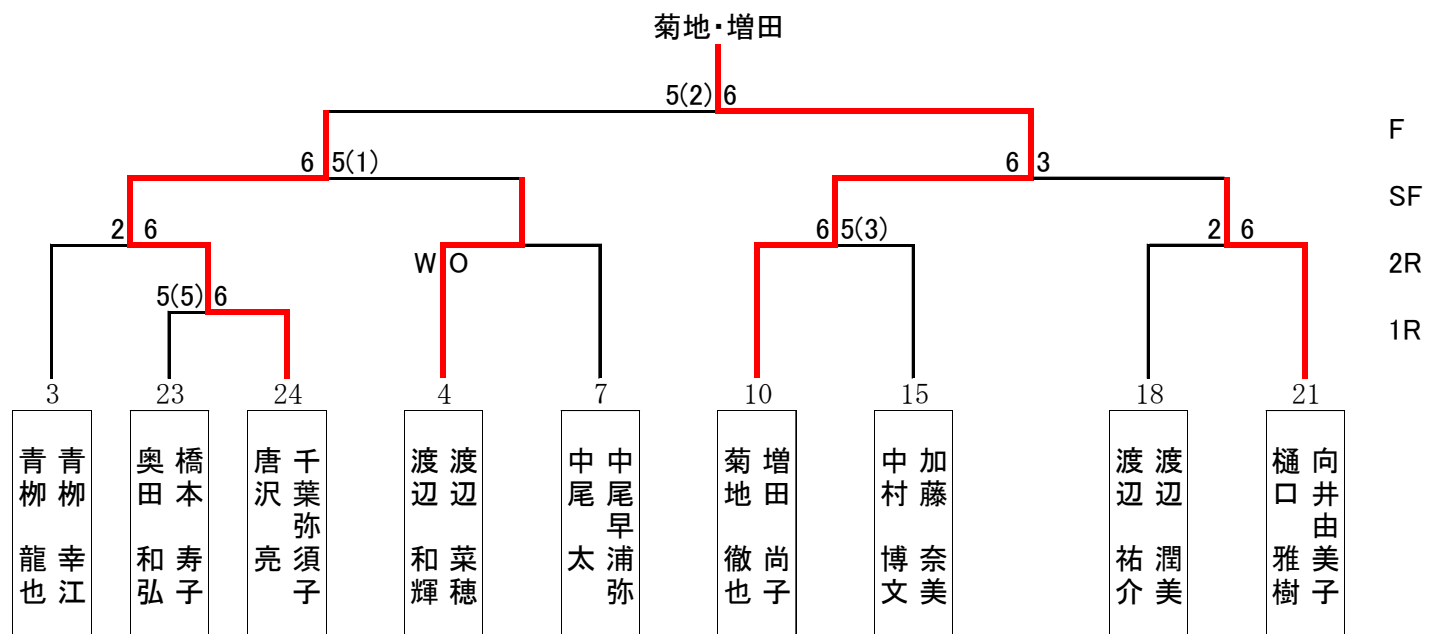 菊地・増田
5(2) 6
F
6 5(1)
6 3
SF
2 6
6 5(3)
2 6
W O
2R
5(5) 6
1R
3
23
24
4
7
10
15
18
21
青柳 龍也
青柳 幸江
奥田 和弘
橋本 寿子
唐沢 亮
千葉弥須子
渡辺 和輝
渡辺 菜穂
中尾 太
中尾早浦弥
菊地 徹也
増田 尚子
中村 博文
加藤 奈美
渡辺 祐介
渡辺 潤美
樋口 雅樹
向井由美子